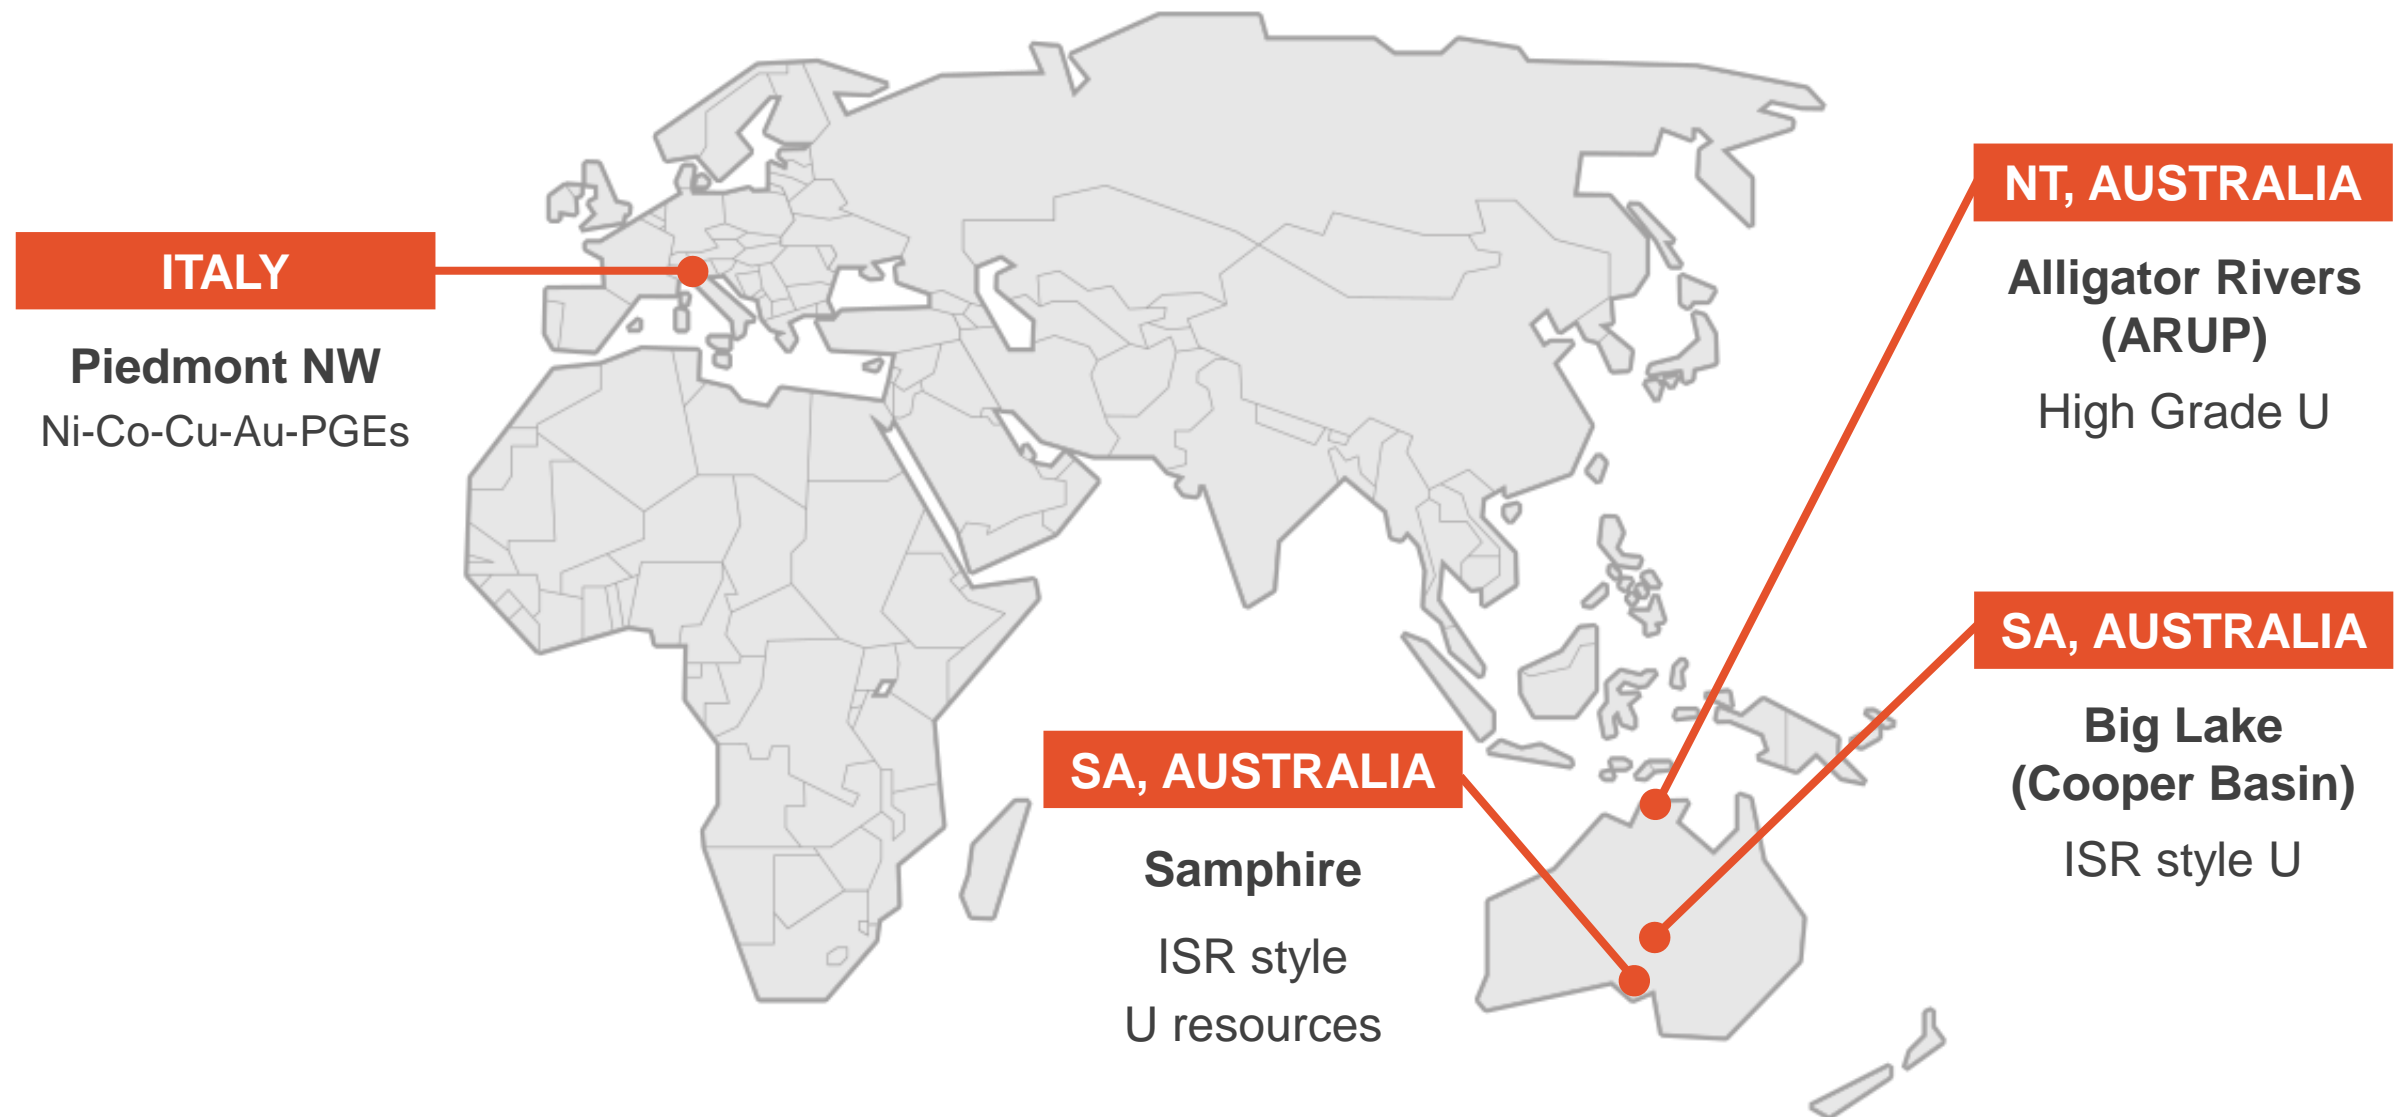 ITALY
Piedmont NW
Ni-Co-Cu-Au-PGEs
NT, AUSTRALIA
Alligator Rivers
(ARUP)
High Grade U
SA, AUSTRALIA
Big Lake
(Cooper Basin)
ISR style U
SA, AUSTRALIA
Samphire
ISR style
U resources